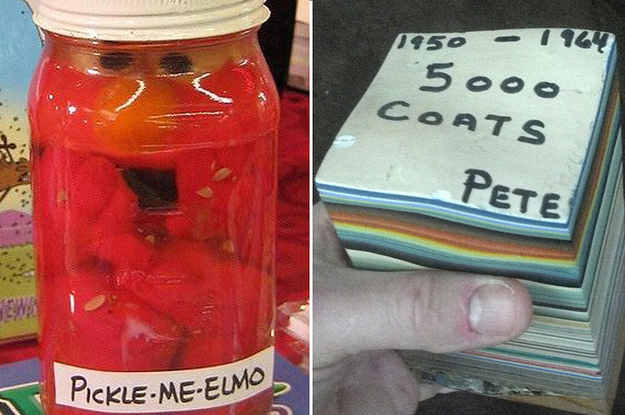 PICKLE-ME-ELMO
1950 - 1964
5000
COATS
PETE